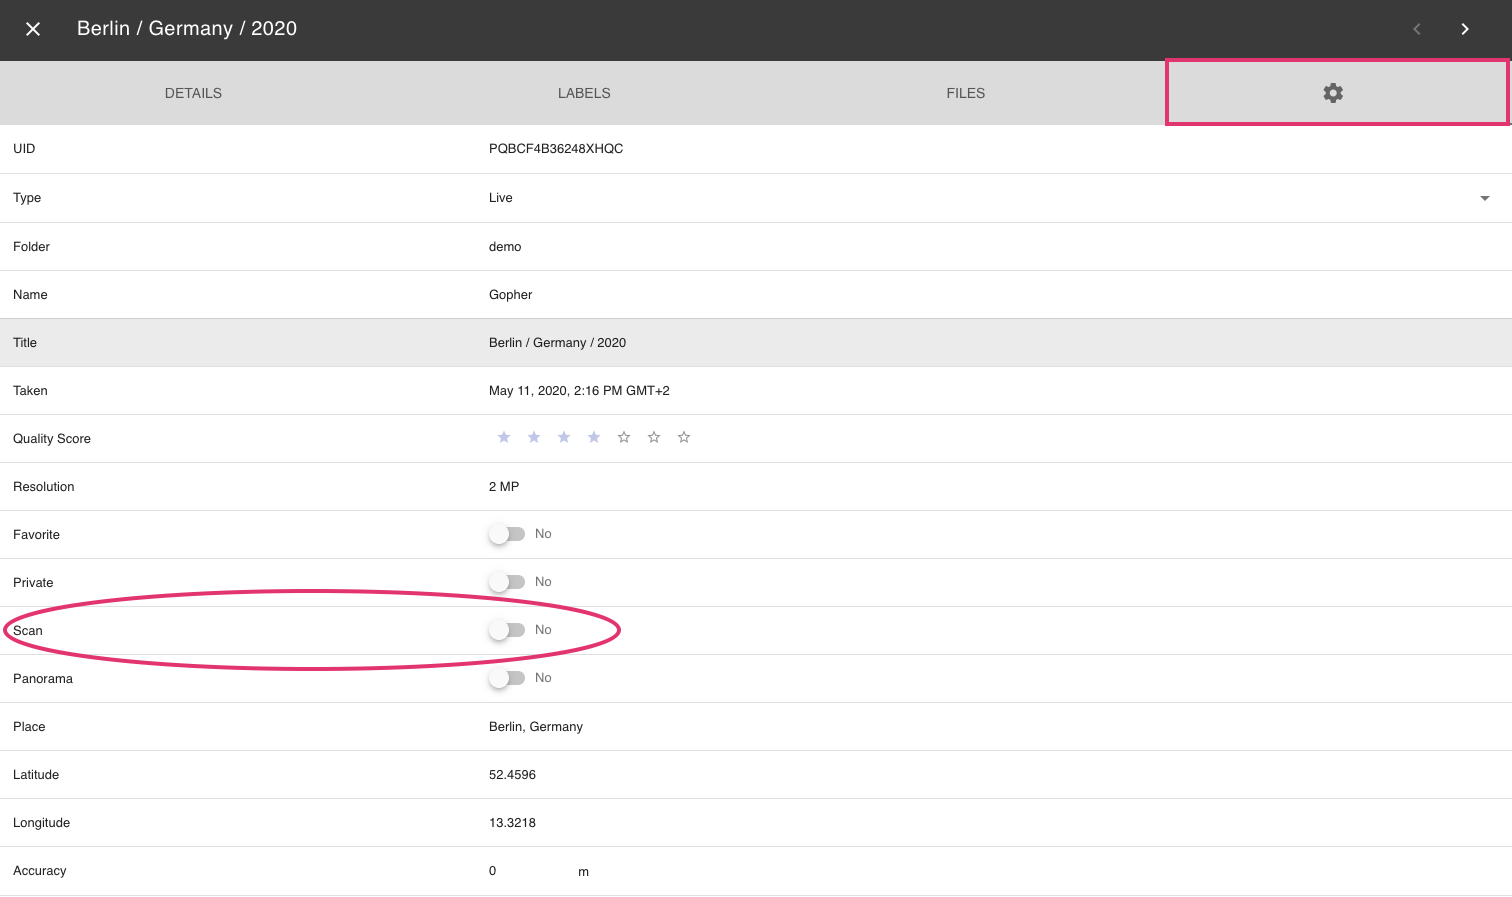 Berlin / Germany / 2020
DETAILS LABELS FILES
UID PQBCF4B36248XHQC
Type Live
Folder demo
Name Gopher
Title Berlin / Germany / 2020
Taken May 11, 2020, 2:16 PM GMT+2
Quality Score
Resolution 2 MP
Favorite No
Private No
Scan No
Panorama No
Place Berlin, Germany
Latitude 52.4596
Longitude 13.3218
Accuracy 0 m